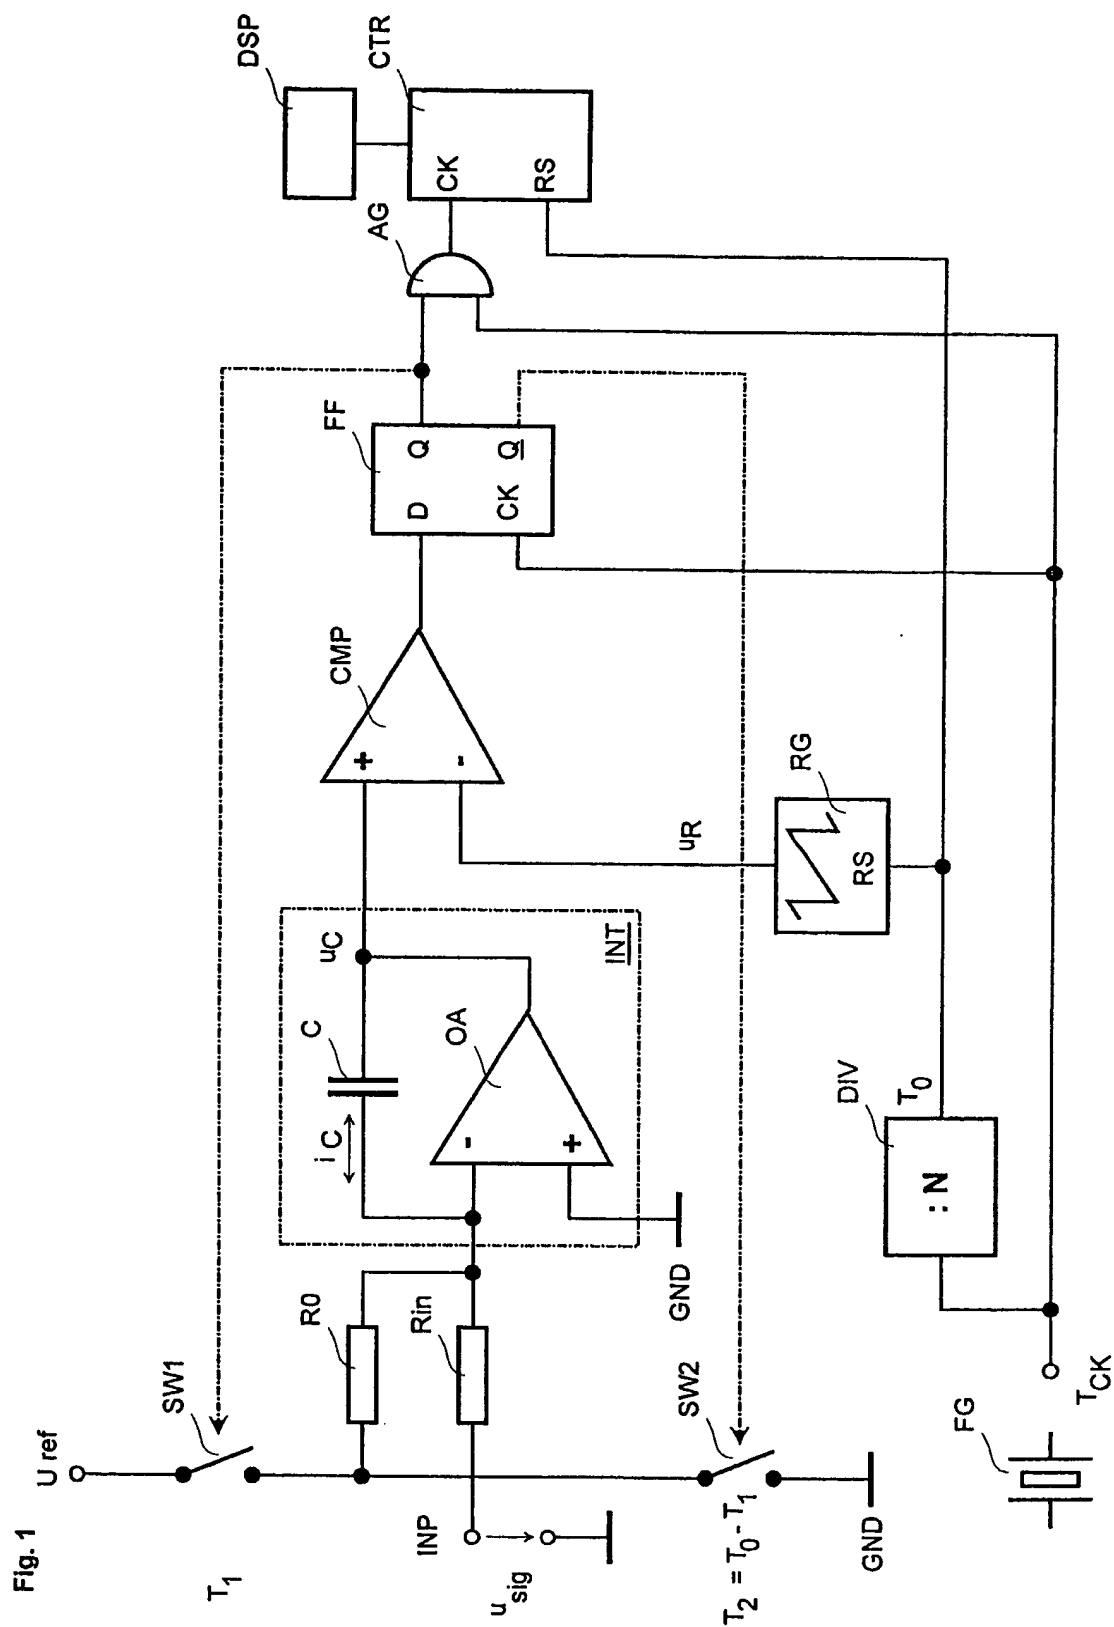 Fig. 1
U ref
SW1
T1
R0
Rin
INP
u sig
SW2
T2 = T0 - T1
GND
GND
iC
C
uC
OA
-
+
INT
CMP
+
-
uR
RG
RS
FF
D
Q
CK
Q
AG
DSP
CTR
CK
RS
DIV
: N
T0
FG
TCK